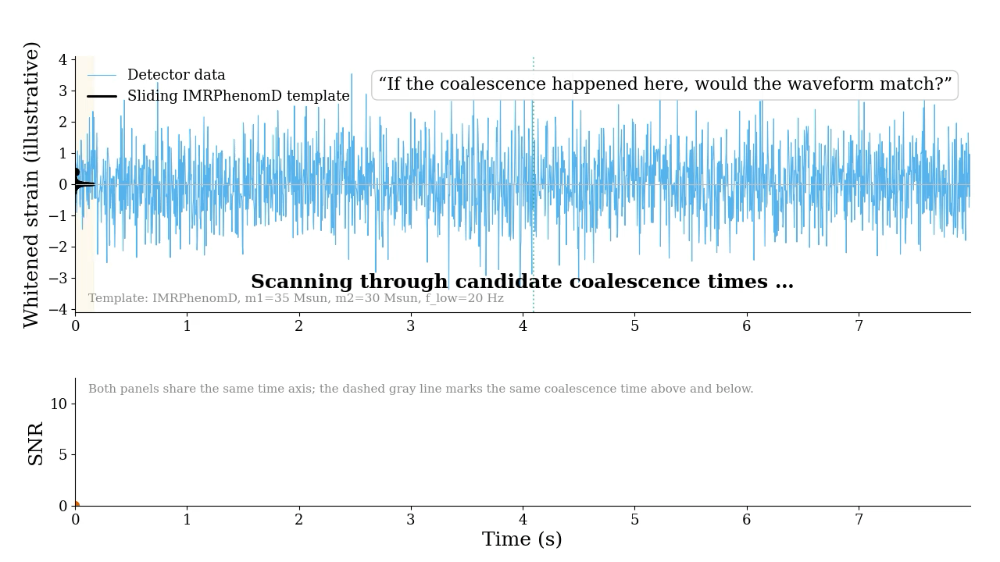 Whitened strain (illustrative)
4
3
2
1
0
−1
−2
−3
−4
Detector data
Sliding IMRPhenomD template
“If the coalescence happened here, would the waveform match?”
Scanning through candidate coalescence times ...
Template: IMRPhenomD, m1=35 Msun, m2=30 Msun, f_low=20 Hz
0 1 2 3 4 5 6 7
SNR
10
5
0
Both panels share the same time axis; the dashed gray line marks the same coalescence time above and below.
0 1 2 3 4 5 6 7
Time (s)